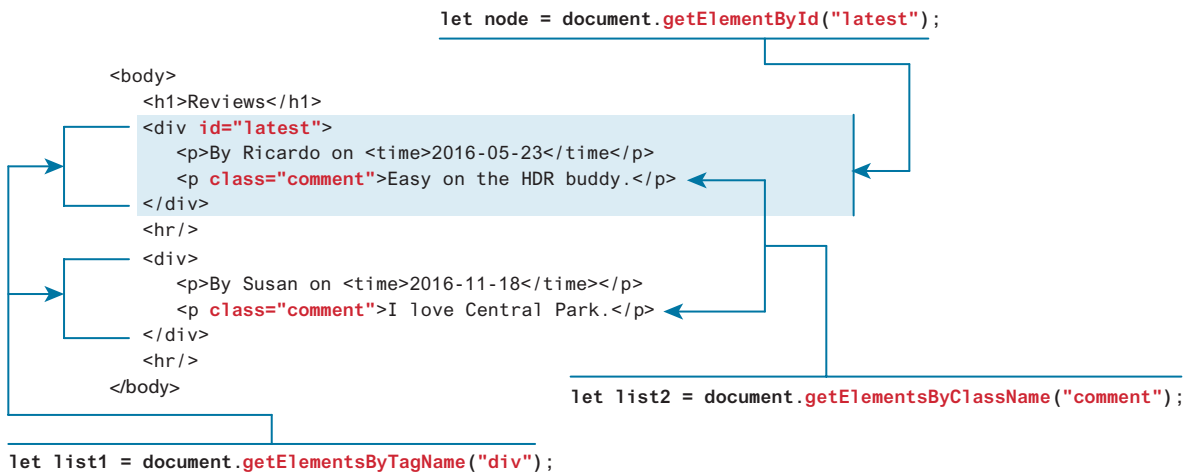 let node = document.getElementById("latest");
<body>
<h1>Reviews</h1>
<div id="latest">
<p>By Ricardo on <time>2016-05-23</time</p>
<p class="comment">Easy on the HDR buddy.</p>
</div>
<hr/>
<div>
<p>By Susan on <time>2016-11-18</time></p>
<p class="comment">I love Central Park.</p>
</div>
<hr/>
</body>
let list2 = document.getElementsByClassName("comment");
let list1 = document.getElementsByTagName("div");